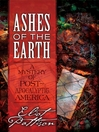 ASHES OF
THE EARTH
A MYSTERY
OF POST-
APOCALYPTIC
AMERICA
Eliot
Pattison